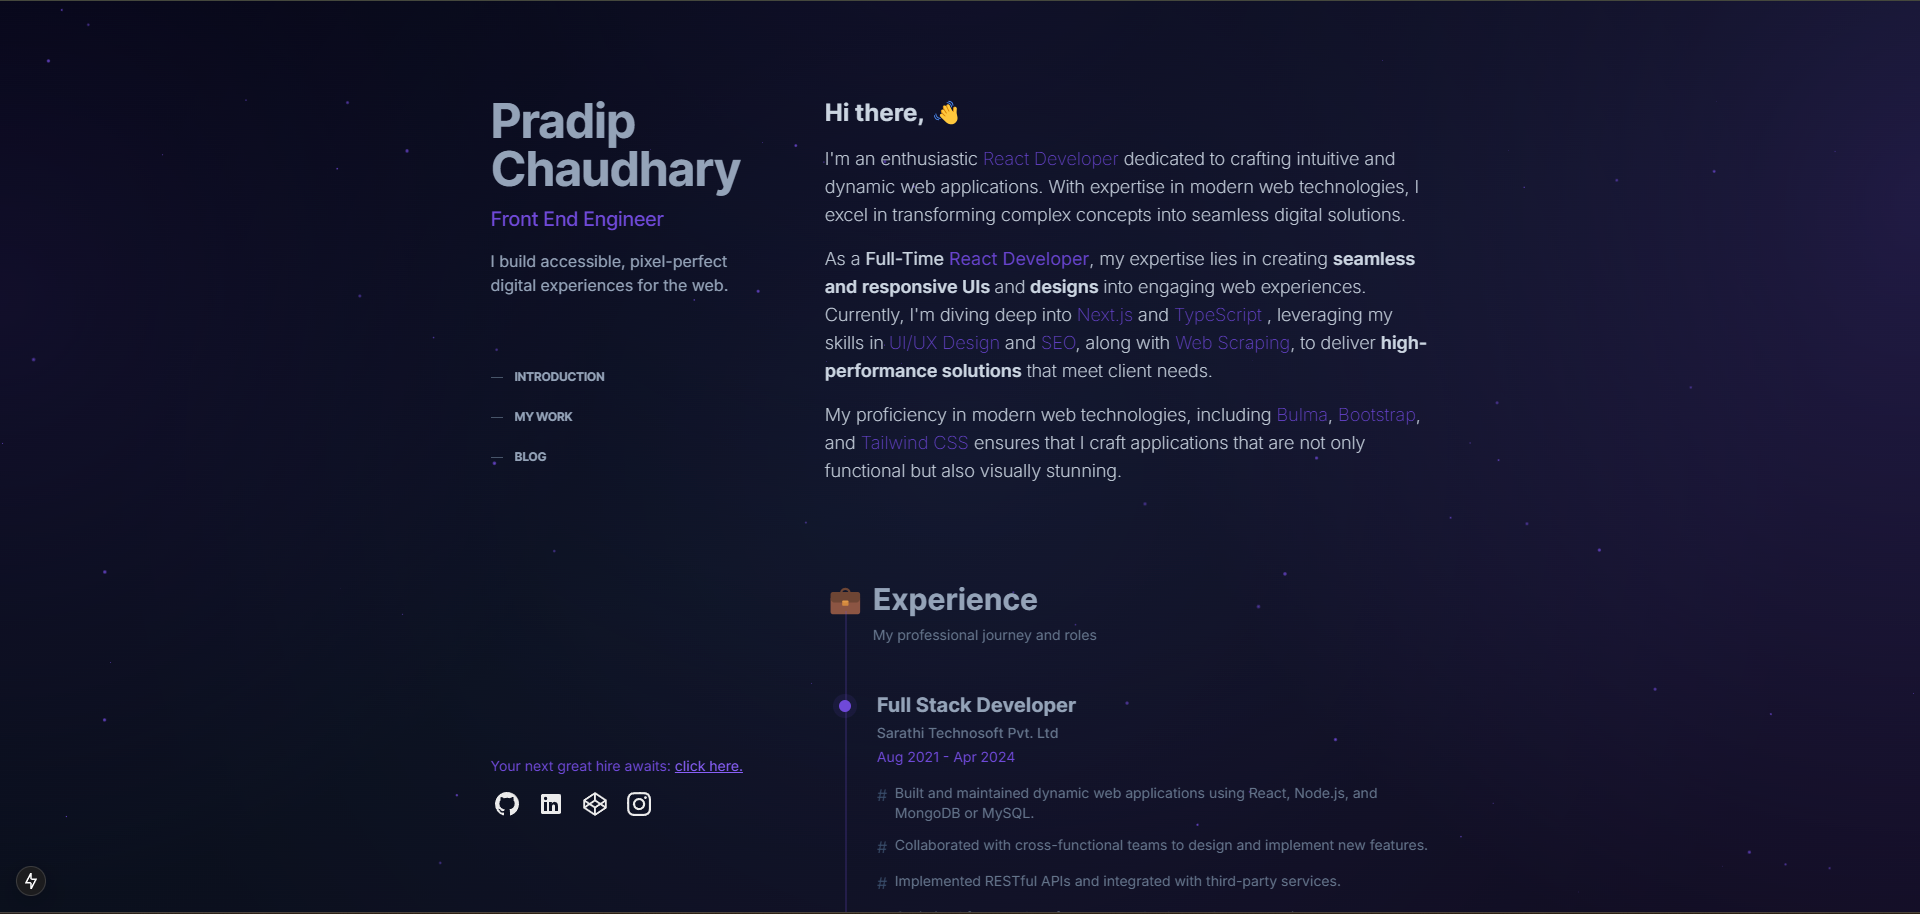 Pradip
Chaudhary
Front End Engineer
I build accessible, pixel-perfect
digital experiences for the web.
INTRODUCTION
MY WORK
BLOG
Your next great hire awaits: click here.
Hi there, 👋
I'm an enthusiastic React Developer dedicated to crafting intuitive and
dynamic web applications. With expertise in modern web technologies, I
excel in transforming complex concepts into seamless digital solutions.
As a Full-Time React Developer, my expertise lies in creating seamless
and responsive UIs and designs into engaging web experiences.
Currently, I'm diving deep into Next.js and TypeScript , leveraging my
skills in UI/UX Design and SEO, along with Web Scraping, to deliver high-
performance solutions that meet client needs.
My proficiency in modern web technologies, including Bulma, Bootstrap,
and Tailwind CSS ensures that I craft applications that are not only
functional but also visually stunning.
Experience
My professional journey and roles
Full Stack Developer
Sarathi Technosoft Pvt. Ltd
Aug 2021 - Apr 2024
# Built and maintained dynamic web applications using React, Node.js, and
MongoDB or MySQL.
# Collaborated with cross-functional teams to design and implement new features.
# Implemented RESTful APIs and integrated with third-party services.